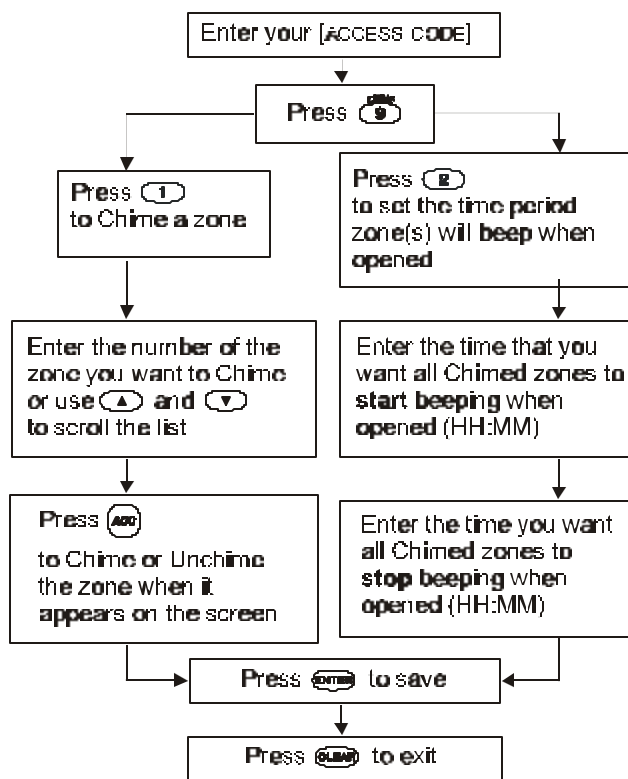 Enter your [ACCESS CODE]
Press 9
Press 1
to Chime a zone
Press 2
to set the time period
zone(s) will beep when
opened
Enter the number of the
zone you want to Chime
or use ▲ and ▼
to scroll the list
Enter the time that you
want all Chimed zones to
start beeping when
opened (HH:MM)
Press
to Chime or Unchime
the zone when it
appears on the screen
Enter the time you want
all Chimed zones to
stop beeping when
opened (HH:MM)
Press ENTER to save
Press CLEAR to exit